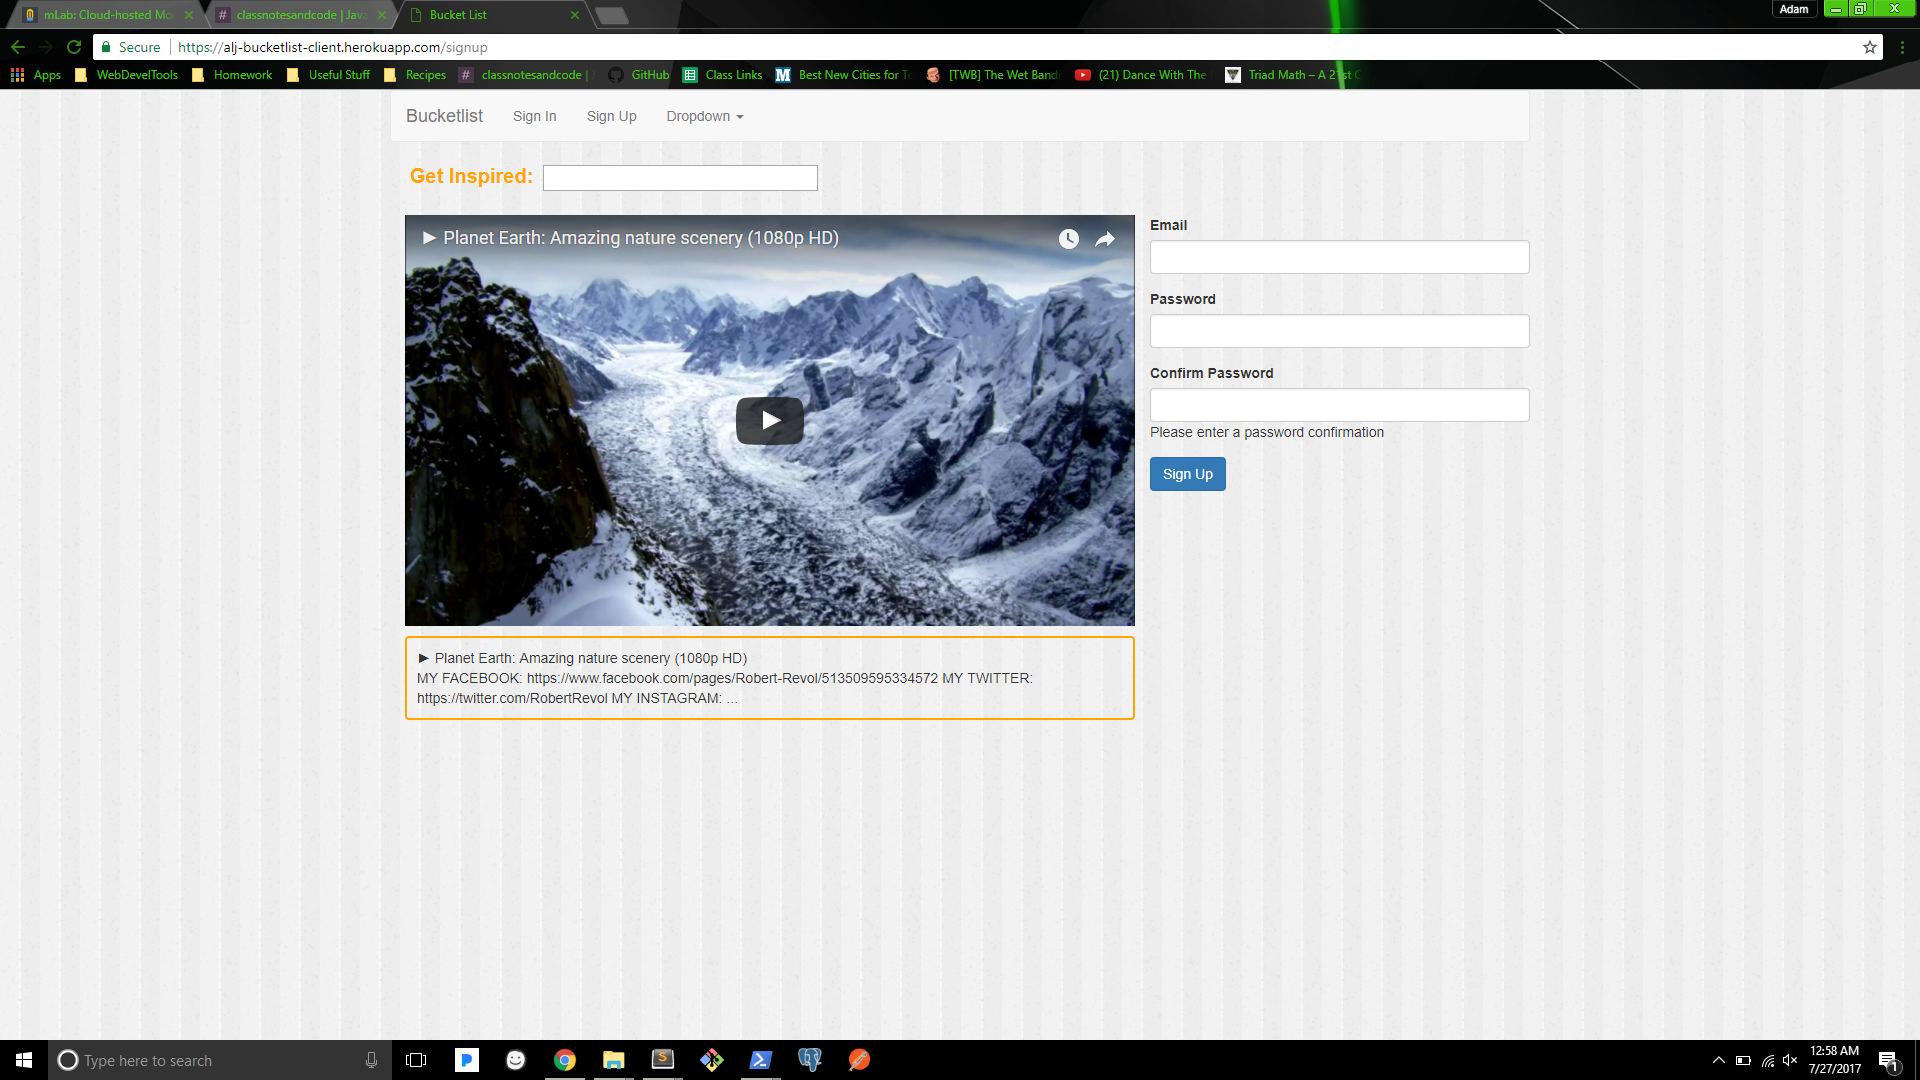 mLab: Cloud-hosted Mo
classnotesandcode | Java
Bucket List
Adam
Secure
https://alj-bucketlist-client.herokuapp.com/signup
Apps
WebDevelTools
Homework
Useful Stuff
Recipes
classnotesandcode |
GitHub
Class Links
Best New Cities for Te
[TWB] The Wet Band
(21) Dance With The
Triad Math – A 21st C
Bucketlist
Sign In
Sign Up
Dropdown
Get Inspired:
► Planet Earth: Amazing nature scenery (1080p HD)
Email
Password
Confirm Password
Please enter a password confirmation
Sign Up
► Planet Earth: Amazing nature scenery (1080p HD)
MY FACEBOOK: https://www.facebook.com/pages/Robert-Revol/513509595334572 MY TWITTER:
https://twitter.com/RobertRevol MY INSTAGRAM: ...
Type here to search
12:58 AM
7/27/2017
1